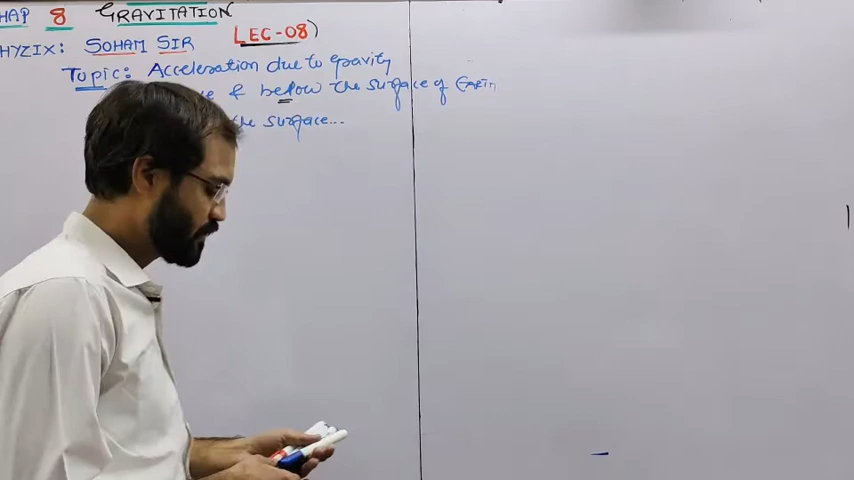 HAP 8 GRAVITATION
HYZIX: SOHAM SIR LEC-08)
Topic: Acceleration due to gravity
& below the surface of EARTH
the surface...